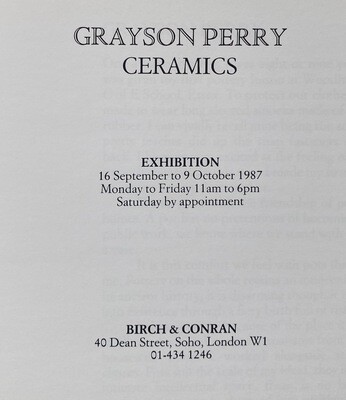 GRAYSON PERRY
CERAMICS
EXHIBITION
16 September to 9 October 1987
Monday to Friday 11am to 6pm
Saturday by appointment
BIRCH & CONRAN
40 Dean Street, Soho, London W1
01-434 1246